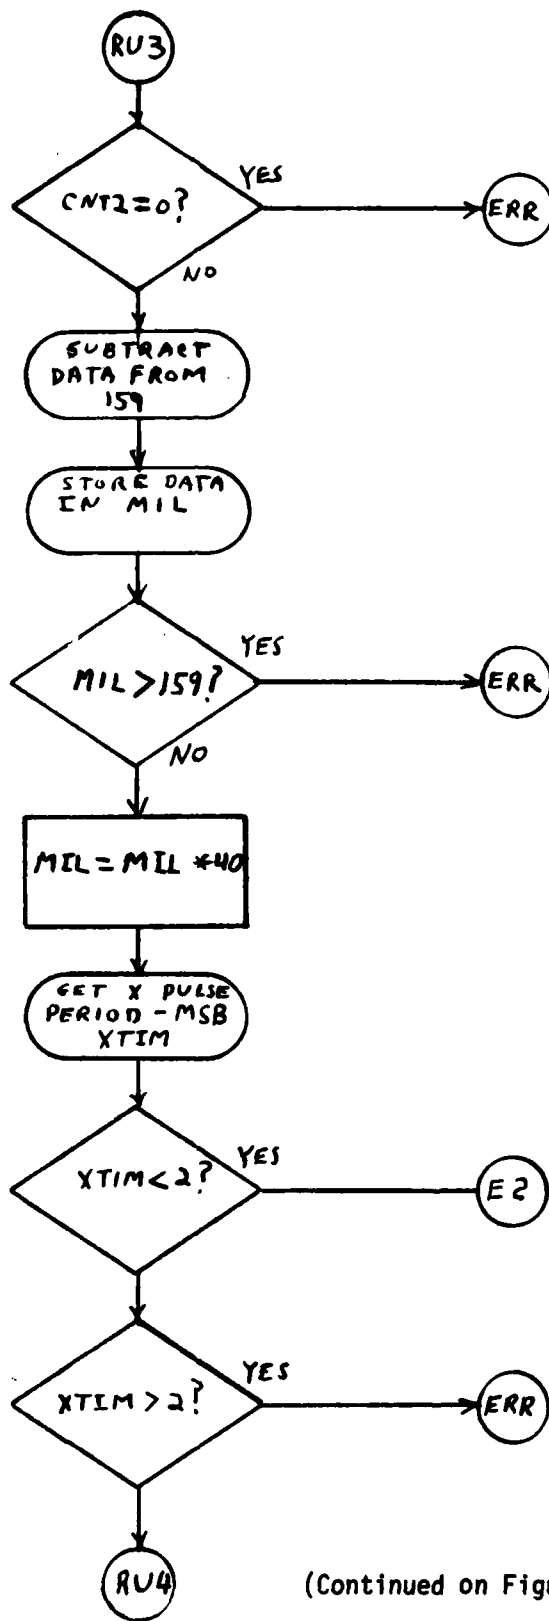 RU3
CNT2=0?
YES
ERR
NO
SUBTRACT
DATA FROM
159
STORE DATA
IN MIL
MIL>159?
YES
ERR
NO
MIL = MIL *40
GET X PULSE
PERIOD - MSB
XTIM
XTIM<2?
YES
E2
XTIM>2?
YES
ERR
RU4
(Continued on Figu